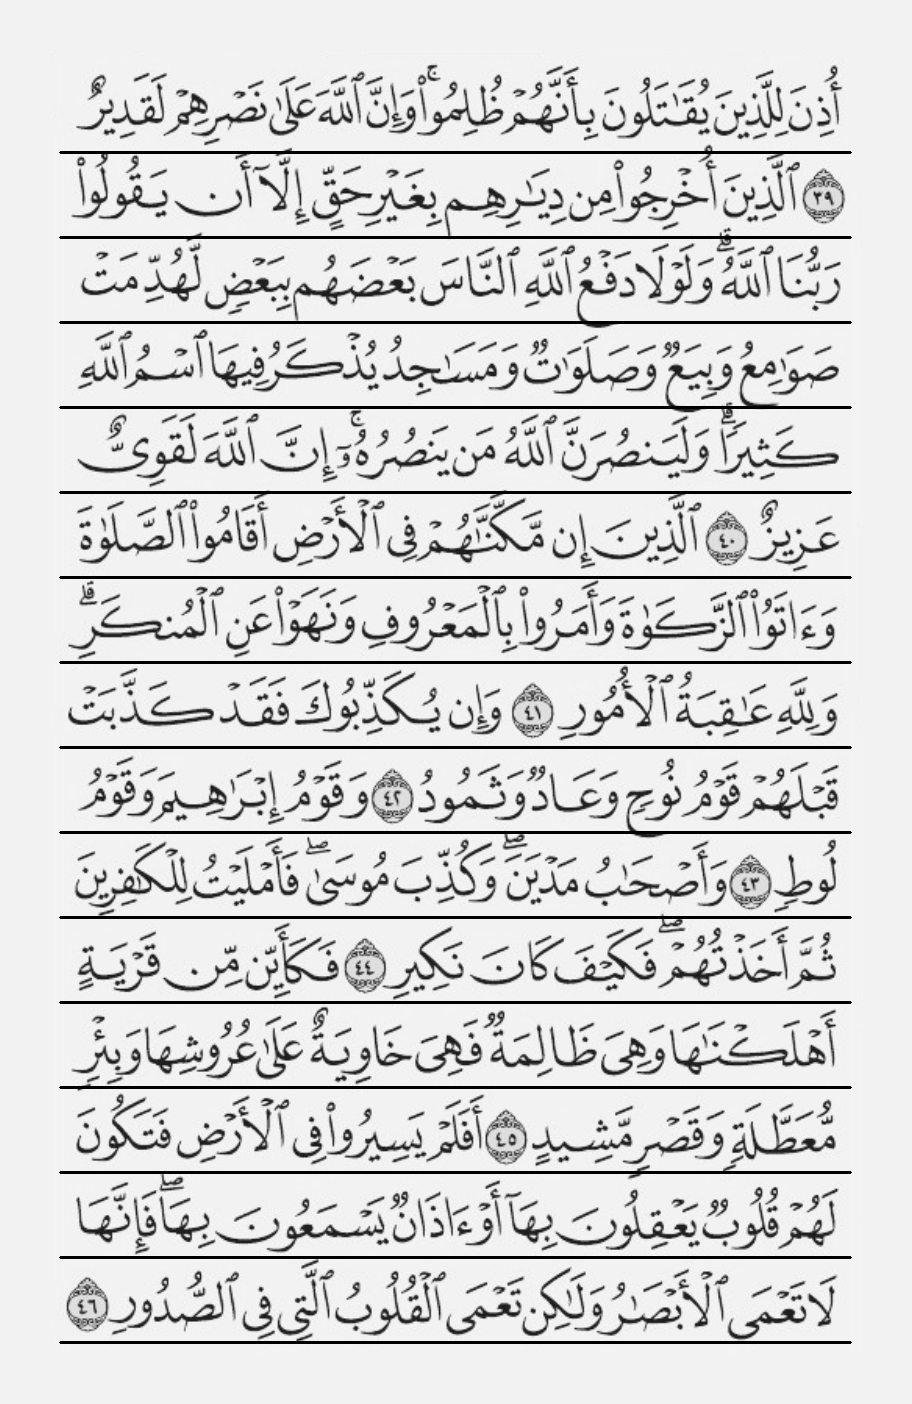 أُذِنَ لِلَّذِينَ يُقَٰتَلُونَ بِأَنَّهُمْ ظُلِمُوا۟ ۚ وَإِنَّ ٱللَّهَ عَلَىٰ نَصْرِهِمْ لَقَدِيرٌ
٣٩ ٱلَّذِينَ أُخْرِجُوا۟ مِن دِيَٰرِهِم بِغَيْرِ حَقٍّ إِلَّآ أَن يَقُولُوا۟
رَبُّنَا ٱللَّهُ ۗ وَلَوْلَا دَفْعُ ٱللَّهِ ٱلنَّاسَ بَعْضَهُم بِبَعْضٍ لَّهُدِّمَتْ
صَوَٰمِعُ وَبِيَعٌ وَصَلَوَٰتٌ وَمَسَٰجِدُ يُذْكَرُ فِيهَا ٱسْمُ ٱللَّهِ
كَثِيرًا ۗ وَلَيَنصُرَنَّ ٱللَّهُ مَن يَنصُرُهُۥٓ ۚ إِنَّ ٱللَّهَ لَقَوِىٌّ
عَزِيزٌ ٤٠ ٱلَّذِينَ إِن مَّكَّنَّٰهُمْ فِى ٱلْأَرْضِ أَقَامُوا۟ ٱلصَّلَوٰةَ
وَءَاتَوُا۟ ٱلزَّكَوٰةَ وَأَمَرُوا۟ بِٱلْمَعْرُوفِ وَنَهَوْا۟ عَنِ ٱلْمُنكَرِ ۗ
وَلِلَّهِ عَٰقِبَةُ ٱلْأُمُورِ ٤١ وَإِن يُكَذِّبُوكَ فَقَدْ كَذَّبَتْ
قَبْلَهُمْ قَوْمُ نُوحٍ وَعَادٌ وَثَمُودُ ٤٢ وَقَوْمُ إِبْرَٰهِيمَ وَقَوْمُ
لُوطٍ ٤٣ وَأَصْحَٰبُ مَدْيَنَ ۖ وَكُذِّبَ مُوسَىٰ ۖ فَأَمْلَيْتُ لِلْكَٰفِرِينَ
ثُمَّ أَخَذْتُهُمْ ۖ فَكَيْفَ كَانَ نَكِيرِ ٤٤ فَكَأَيِّن مِّن قَرْيَةٍ
أَهْلَكْنَٰهَا وَهِىَ ظَالِمَةٌ فَهِىَ خَاوِيَةٌ عَلَىٰ عُرُوشِهَا وَبِئْرٍ
مُّعَطَّلَةٍ وَقَصْرٍ مَّشِيدٍ ٤٥ أَفَلَمْ يَسِيرُوا۟ فِى ٱلْأَرْضِ فَتَكُونَ
لَهُمْ قُلُوبٌ يَعْقِلُونَ بِهَآ أَوْ ءَاذَانٌ يَسْمَعُونَ بِهَا ۖ فَإِنَّهَا
لَا تَعْمَى ٱلْأَبْصَٰرُ وَلَٰكِن تَعْمَى ٱلْقُلُوبُ ٱلَّتِى فِى ٱلصُّدُورِ ٤٦